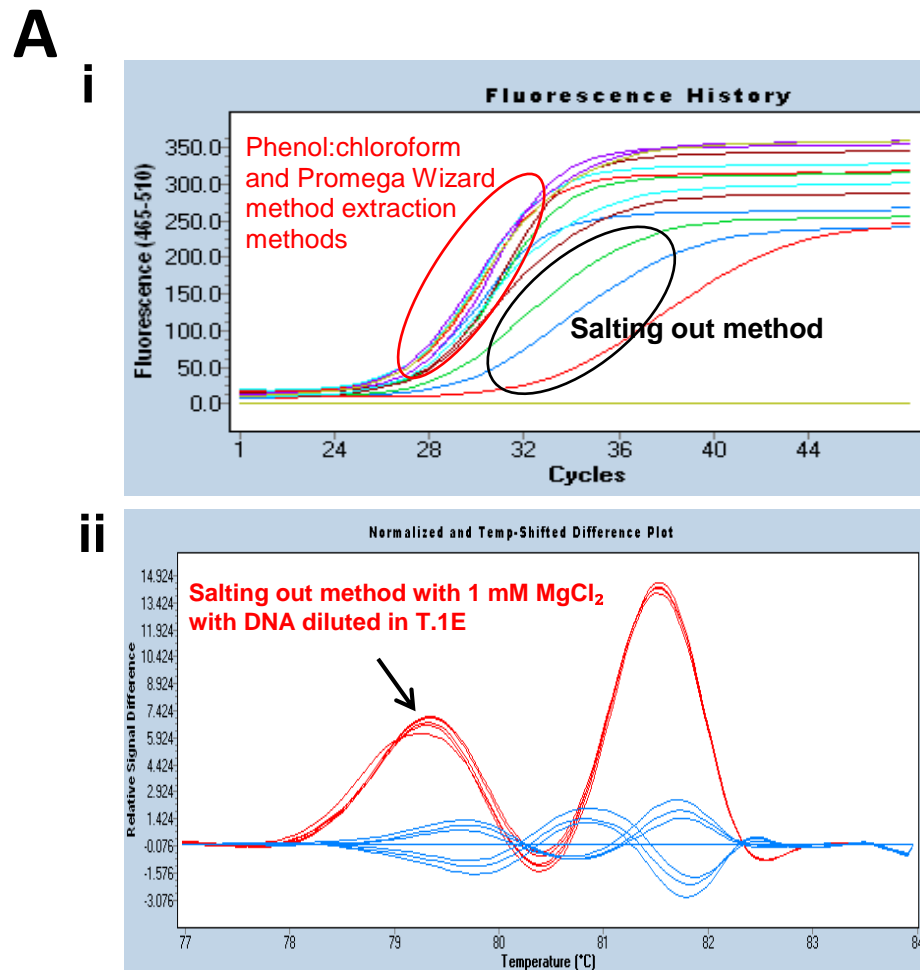 A
i
Fluorescence History
Phenol:chloroform
and Promega Wizard
method extraction
methods
Salting out method
Fluorescence (465-510)
350.0
300.0
250.0
200.0
150.0
100.0
50.0
0.0
1 24 28 32 36 40 44
Cycles
ii
Normalized and Temp-Shifted Difference Plot
Salting out method with 1 mM MgCl₂
with DNA diluted in T.1E
Relative Signal Difference
14.924
13.424
11.924
10.424
8.924
7.424
5.924
4.424
2.924
1.424
-0.076
-1.576
-3.076
77 78 79 80 81 82 83 84
Temperature (°C)